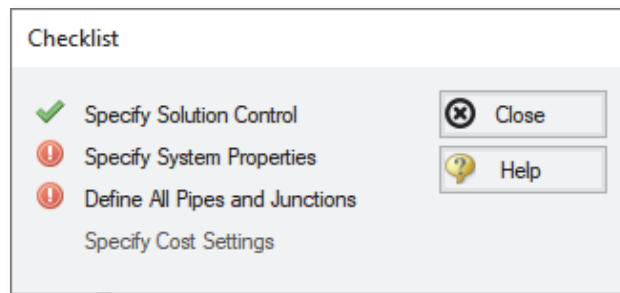 Checklist
Specify Solution Control
Close
Specify System Properties
Help
Define All Pipes and Junctions
Specify Cost Settings